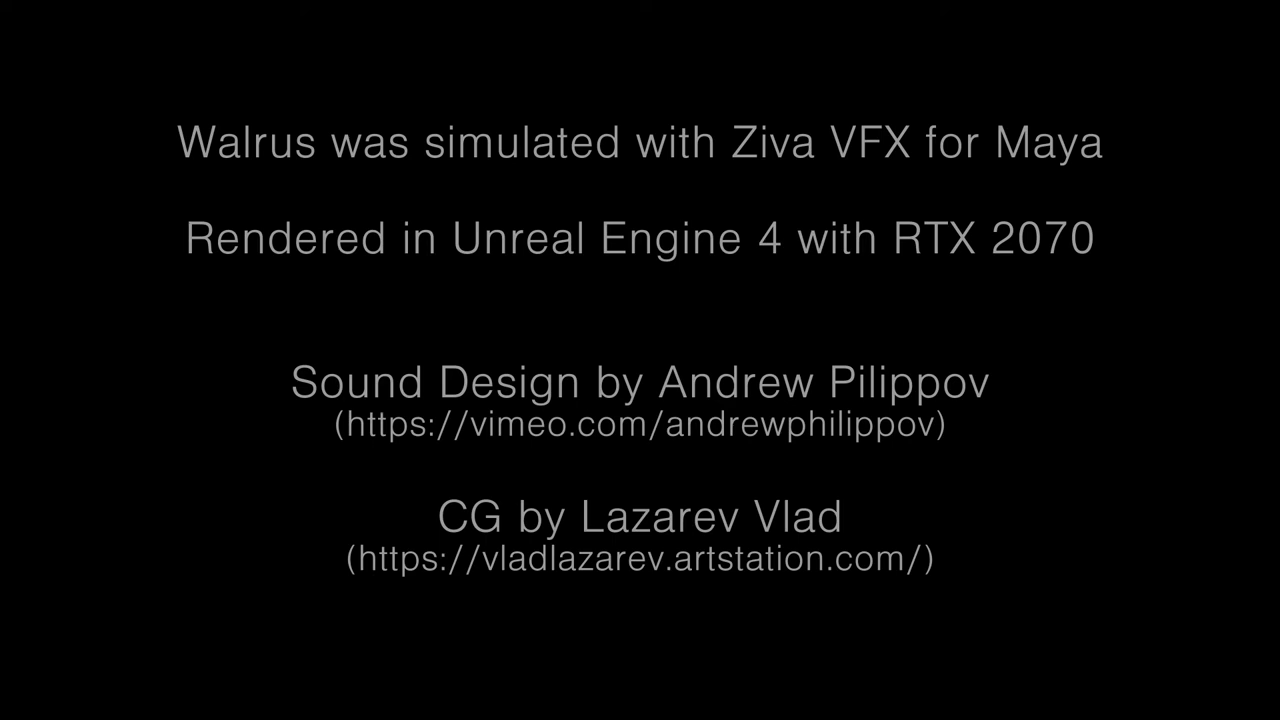 Walrus was simulated with Ziva VFX for Maya
Rendered in Unreal Engine 4 with RTX 2070
Sound Design by Andrew Pilippov
(https://vimeo.com/andrewphilippov)
CG by Lazarev Vlad
(https://vladlazarev.artstation.com/)